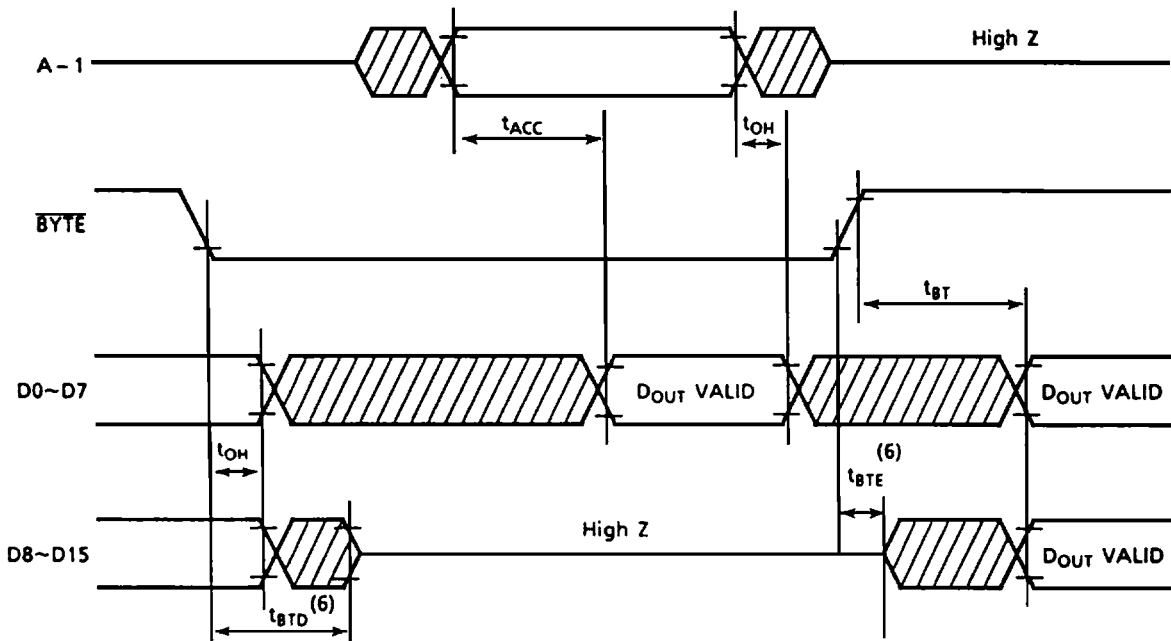 A-1
High Z
tACC
tOH
BYTE
tBT
D0~D7
DOUT VALID
DOUT VALID
tOH
(6)
tBTE
D8~D15
High Z
DOUT VALID
tBTD (6)